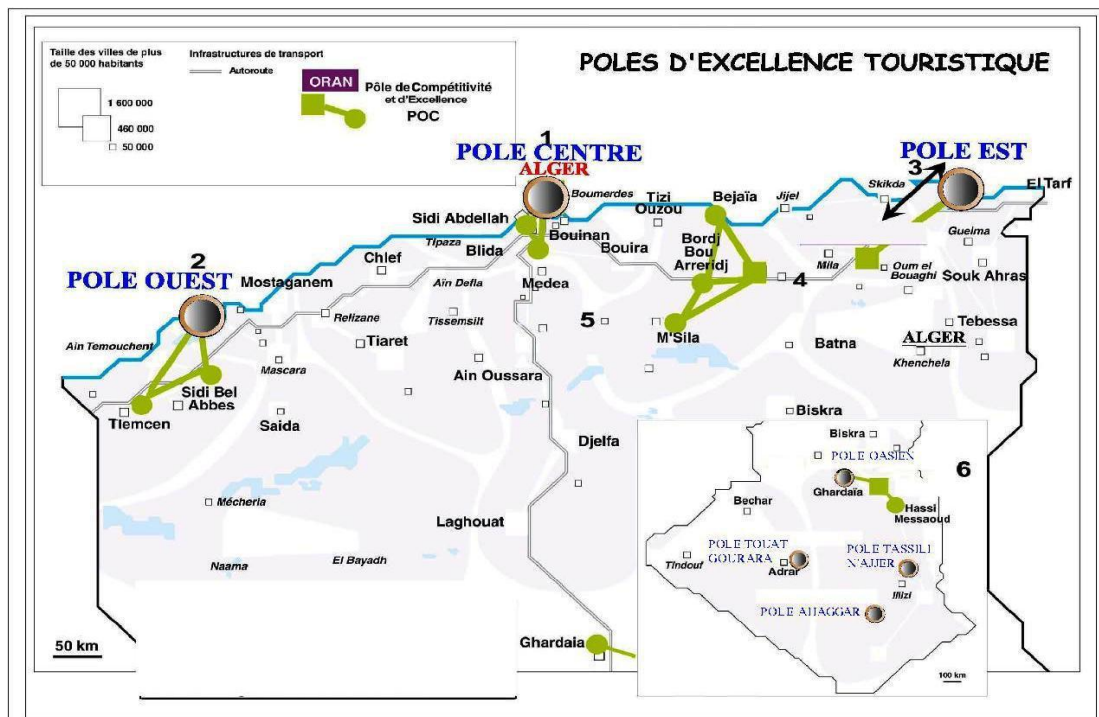 Taille des villes de plus
de 50 000 habitants
1 600 000
460 000
50 000
Infrastructures de transport
Autoroute
ORAN
Pôle de Compétitivité
et d'Excellence
POC
POLES D'EXCELLENCE TOURISTIQUE
1
POLE CENTRE
ALGER
3
POLE EST
2
POLE OUEST
Boumerdes
Tizi
Ouzou
Bejaïa
Jijel
Skikda
El Tarf
Sidi Abdellah
Tipaza
Blida
Bouinan
Bouira
Bordj
Bou
Arreridj
Mila
Gueima
Oum el
Bouaghi
Souk Ahras
Mostaganem
Chlef
Aïn Defla
Medea
4
Relizane
Tissemsilt
5
M'Sila
Tebessa
ALGER
Khenchela
Batna
Ain Temouchent
Mascara
Tiaret
Ain Oussara
Sidi Bel
Abbes
Tlemcen
Saida
Biskra
Djelfa
Mécheria
Laghouat
Naama
El Bayadh
Ghardaia
50 km
Biskra
POLE OASIEN
6
Ghardaïa
Hassi
Messaoud
Bechar
POLE TOUAT
GOURARA
Adrar
Tindouf
POLE TASSILI
N'AJJER
Illizi
POLE AHAGGAR
100 km